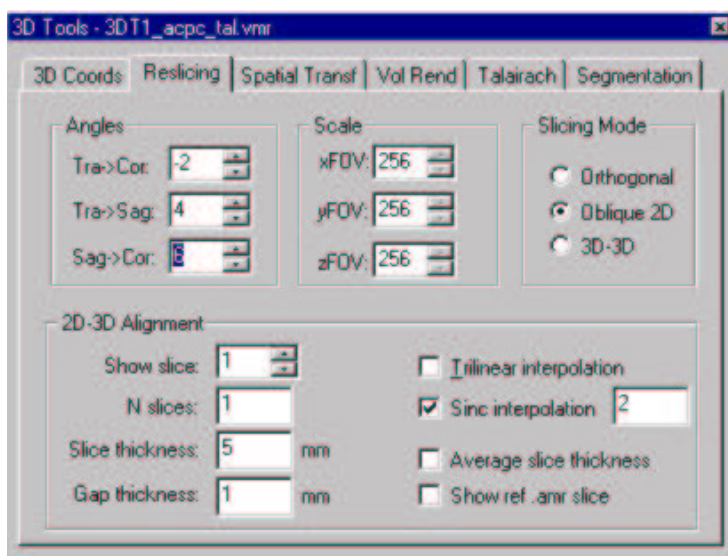 3D Tools - 3DT1_acpc_tal.vmr
3D Coords Reslicing Spatial Transf Vol Rend Talairach Segmentation
Angles
Tra->Cor: -2
Tra->Sag: 4
Sag->Cor: 6
Scale
xFOV: 256
yFOV: 256
zFOV: 256
Slicing Mode
Orthogonal
Oblique 2D
3D-3D
2D-3D Alignment
Show slice: 1
N slices: 1
Slice thickness: 5 mm
Gap thickness: 1 mm
Trilinear interpolation
Sinc interpolation 2
Average slice thickness
Show ref .amr slice